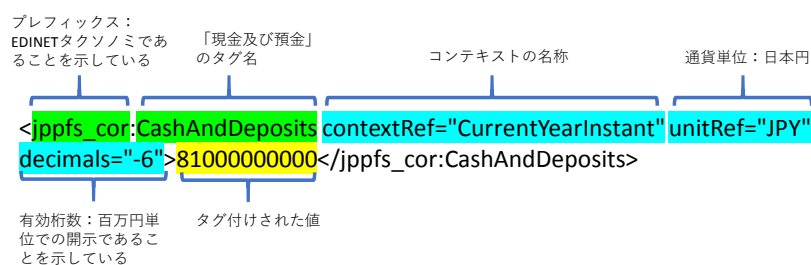 プレフィックス：
EDINETタクソノミであ
ることを示している
「現金及び預金」
のタグ名
コンテキストの名称
通貨単位：日本円
<jppfs_cor:CashAndDeposits contextRef="CurrentYearInstant" unitRef="JPY"
decimals="-6">81000000000</jppfs_cor:CashAndDeposits>
有効桁数：百万円単
位での開示であるこ
とを示している
タグ付けされた値